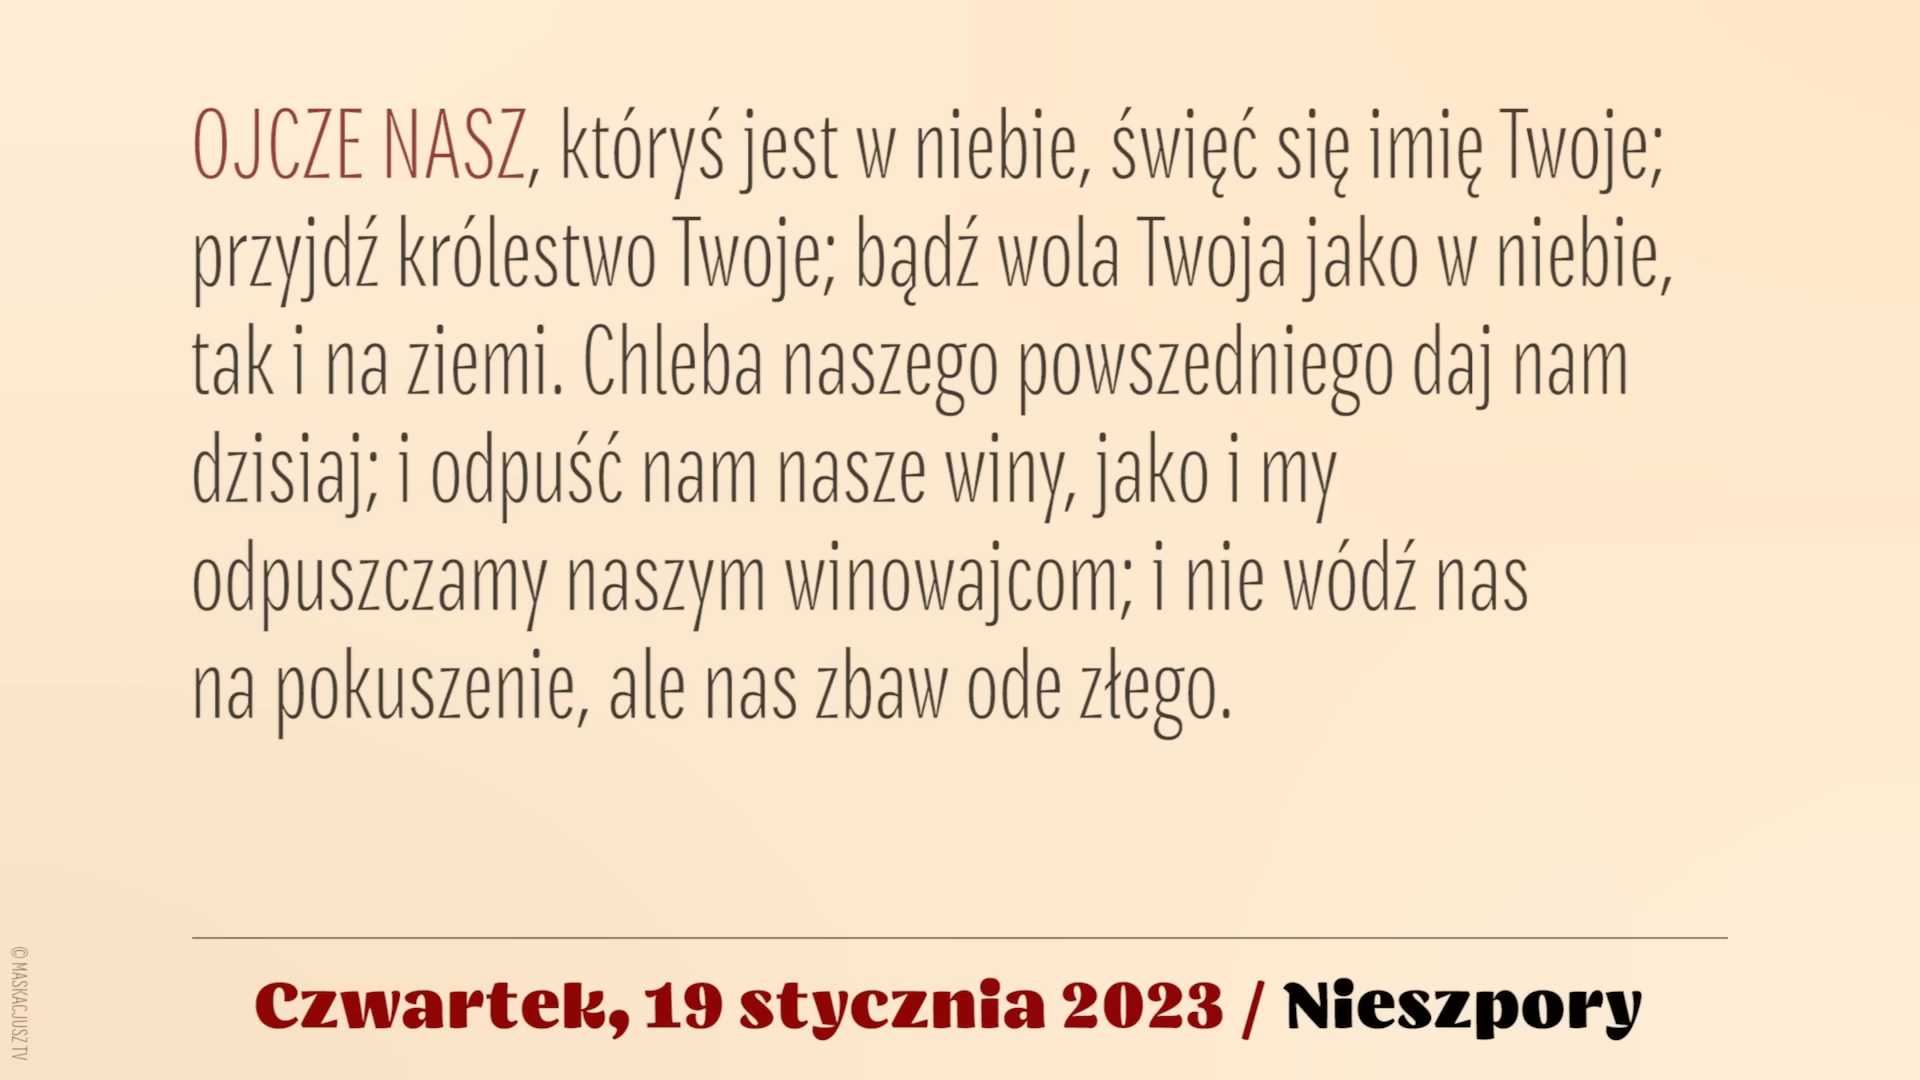 OJCZE NASZ, któryś jest w niebie, święć się imię Twoje;
przyjdź królestwo Twoje; bądź wola Twoja jako w niebie,
tak i na ziemi. Chleba naszego powszedniego daj nam
dzisiaj; i odpuść nam nasze winy, jako i my
odpuszczamy naszym winowajcom; i nie wódź nas
na pokuszenie, ale nas zbaw ode złego.
Czwartek, 19 stycznia 2023 / Nieszpory
© MASKACJUSZ TV